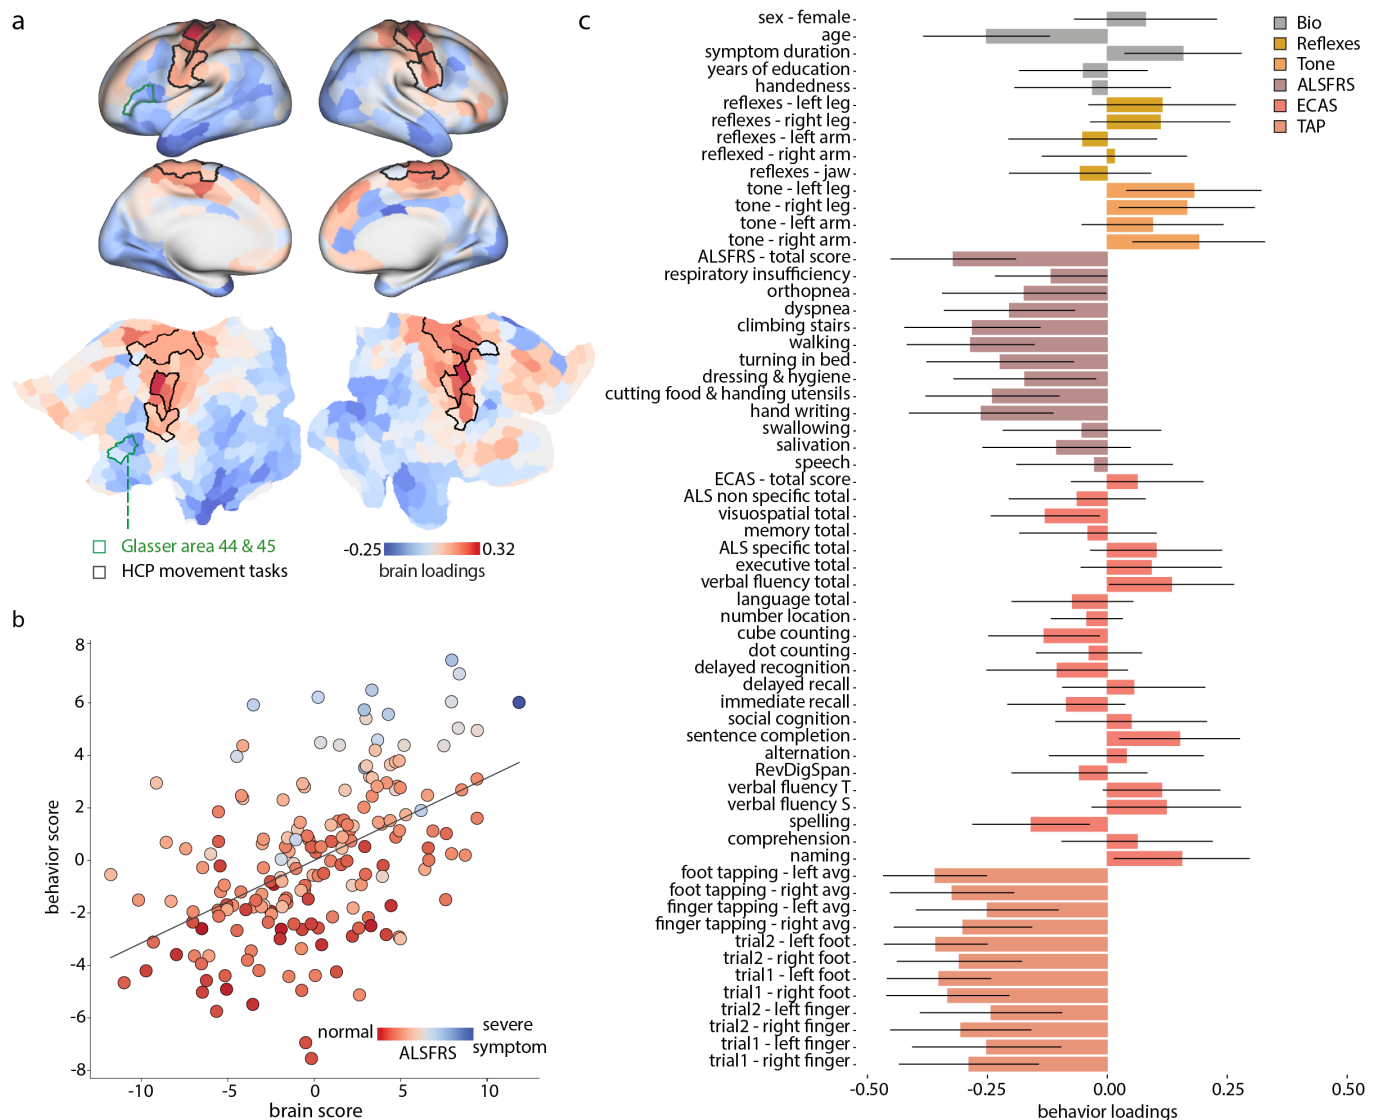 a
Glasser area 44 & 45
HCP movement tasks
-0.25
0.32
brain loadings
b
8
6
4
2
0
-2
-4
-6
-8
behavior score
-10
-5
0
5
10
brain score
normal
severe
symptom
ALSFRS
c
sex - female
age
symptom duration
years of education
handedness
reflexes - left leg
reflexes - right leg
reflexes - left arm
reflexed - right arm
reflexes - jaw
tone - left leg
tone - right leg
tone - left arm
tone - right arm
ALSFRS - total score
respiratory insufficiency
orthopnea
dyspnea
climbing stairs
walking
turning in bed
dressing & hygiene
cutting food & handing utensils
hand writing
swallowing
salivation
speech
ECAS - total score
ALS non specific total
visuospatial total
memory total
ALS specific total
executive total
verbal fluency total
language total
number location
cube counting
dot counting
delayed recognition
delayed recall
immediate recall
social cognition
sentence completion
alternation
RevDigSpan
verbal fluency T
verbal fluency S
spelling
comprehension
naming
foot tapping - left avg
foot tapping - right avg
finger tapping - left avg
finger tapping - right avg
trial2 - left foot
trial2 - right foot
trial1 - left foot
trial1 - right foot
trial2 - left finger
trial2 - right finger
trial1 - left finger
trial1 - right finger
-0.50
-0.25
0.00
0.25
0.50
behavior loadings
Bio
Reflexes
Tone
ALSFRS
ECAS
TAP